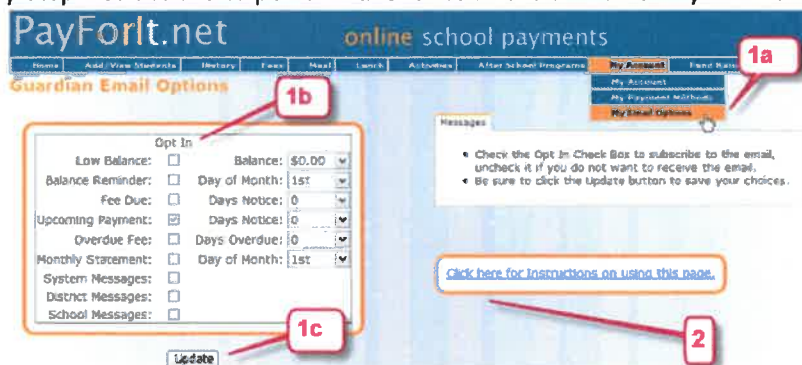 PayForIt.net online school payments
1a
Home Add/View Students History Fees Meal Lunch Activities After School Programs My Account
My Account
My Payment Methods
My Email Options
Guardian Email Options
1b
Messages
Opt In
Low Balance: Balance: $0.00
Balance Reminder: Day of Month: 1st
Fee Due: Days Notice: 0
Upcoming Payment: Days Notice: 0
Overdue Fee: Days Overdue: 0
Monthly Statement: Day of Month: 1st
System Messages:
District Messages:
School Messages:
• Check the Opt In Check Box to subscribe to the email,
uncheck it if you do not want to receive the email.
• Be sure to click the Update button to save your choices.
Click here for Instructions on using this page.
1c
2
Update